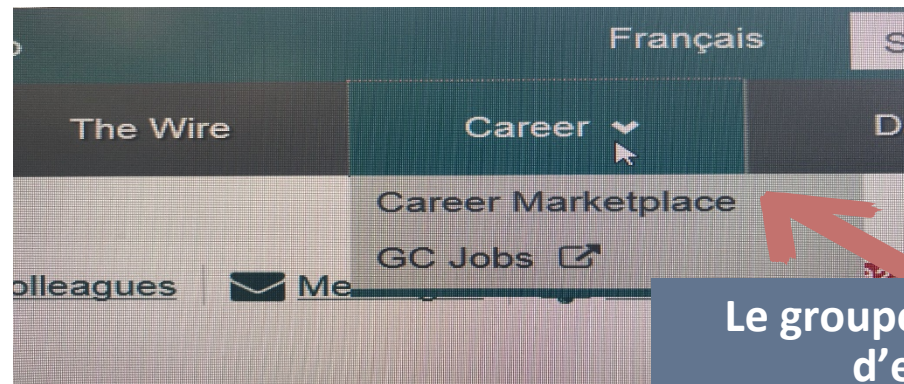 Français
The Wire
Career
Career Marketplace
GC Jobs
Le groupe